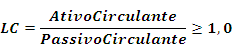 LC = AtivoCirculante / PassivoCirculante ≥ 1,0